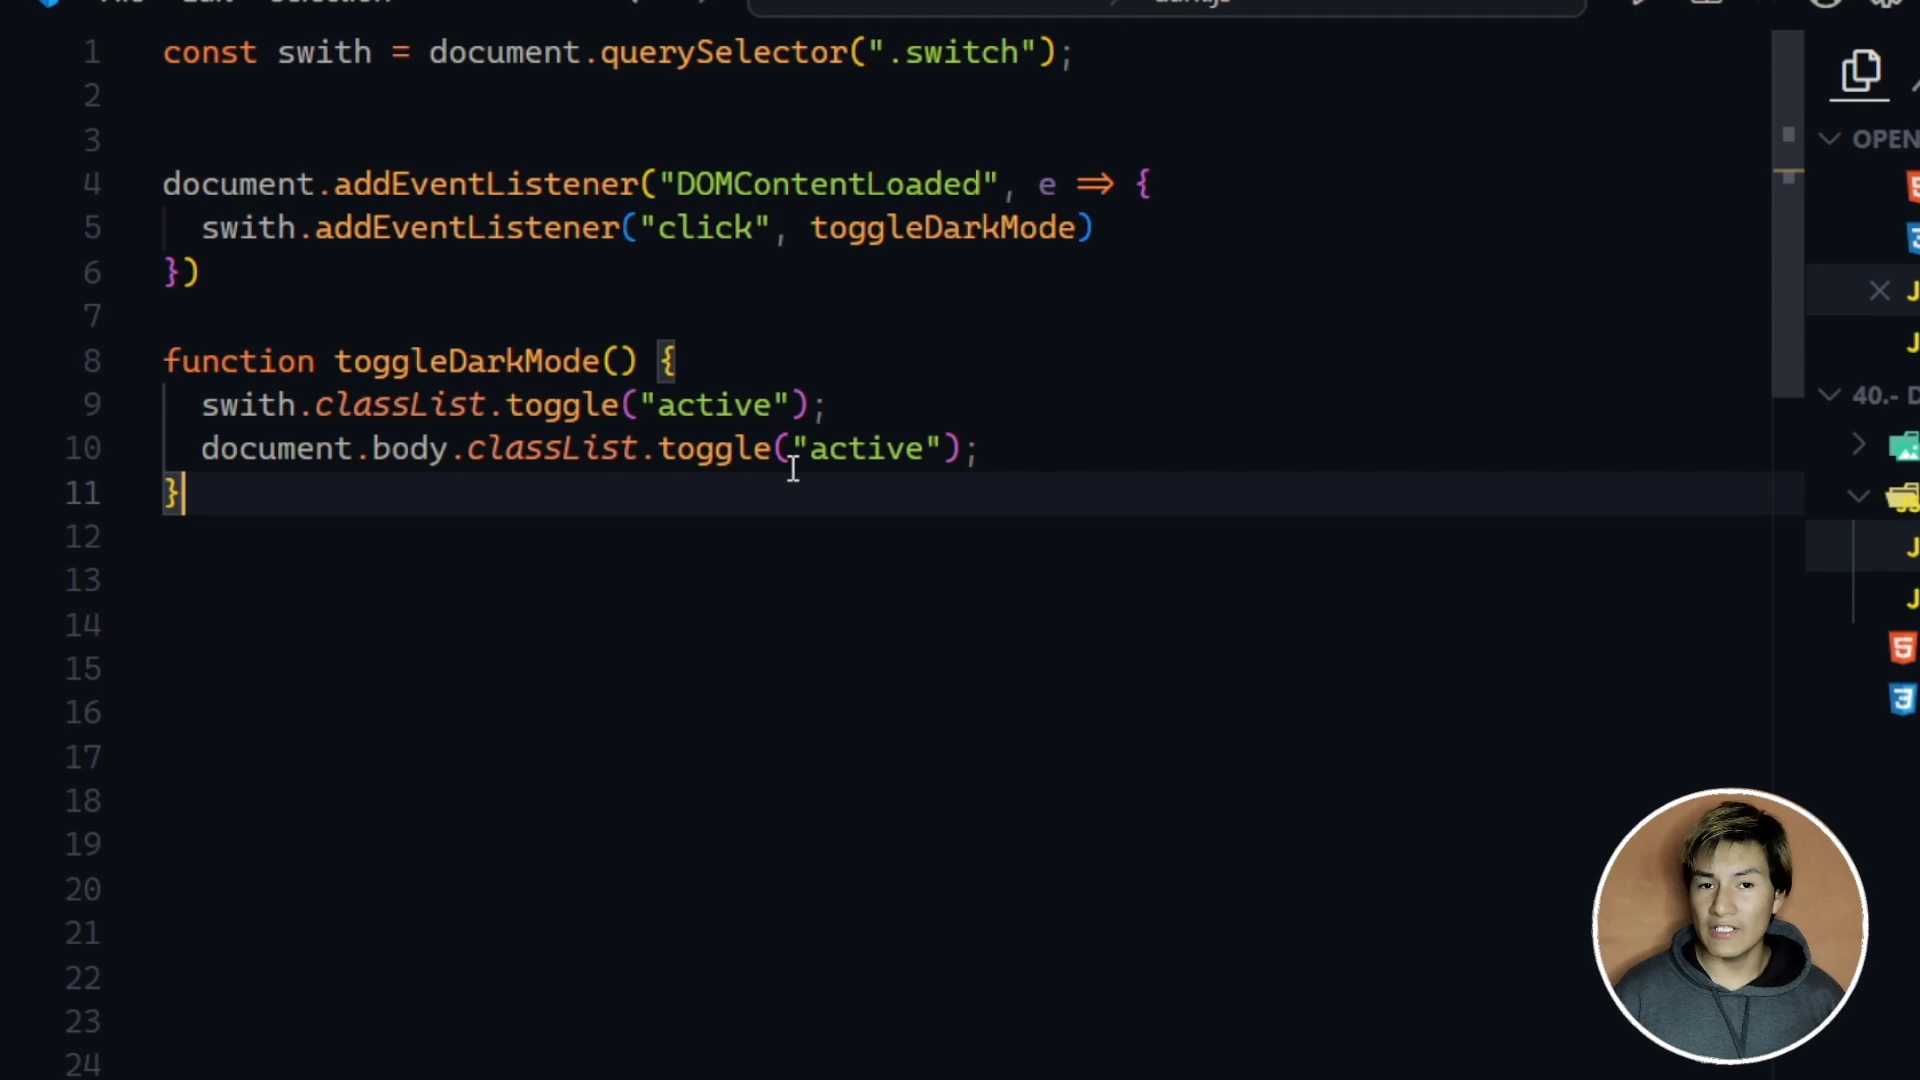 1 const swith = document.querySelector(".switch");
2
3
4 document.addEventListener("DOMContentLoaded", e => {
5 swith.addEventListener("click", toggleDarkMode)
6 })
7
8 function toggleDarkMode() {
9 swith.classList.toggle("active");
10 document.body.classList.toggle("active");
11 }
12
13
14
15
16
17
18
19
20
21
22
23
24
OPEN
40.- D